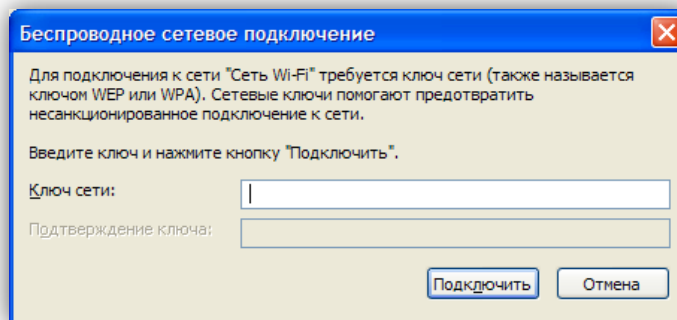 Беспроводное сетевое подключение
Для подключения к сети "Сеть Wi-Fi" требуется ключ сети (также называется
ключом WEP или WPA). Сетевые ключи помогают предотвратить
несанкционированное подключение к сети.
Введите ключ и нажмите кнопку "Подключить".
Ключ сети:
Подтверждение ключа:
Подключить Отмена